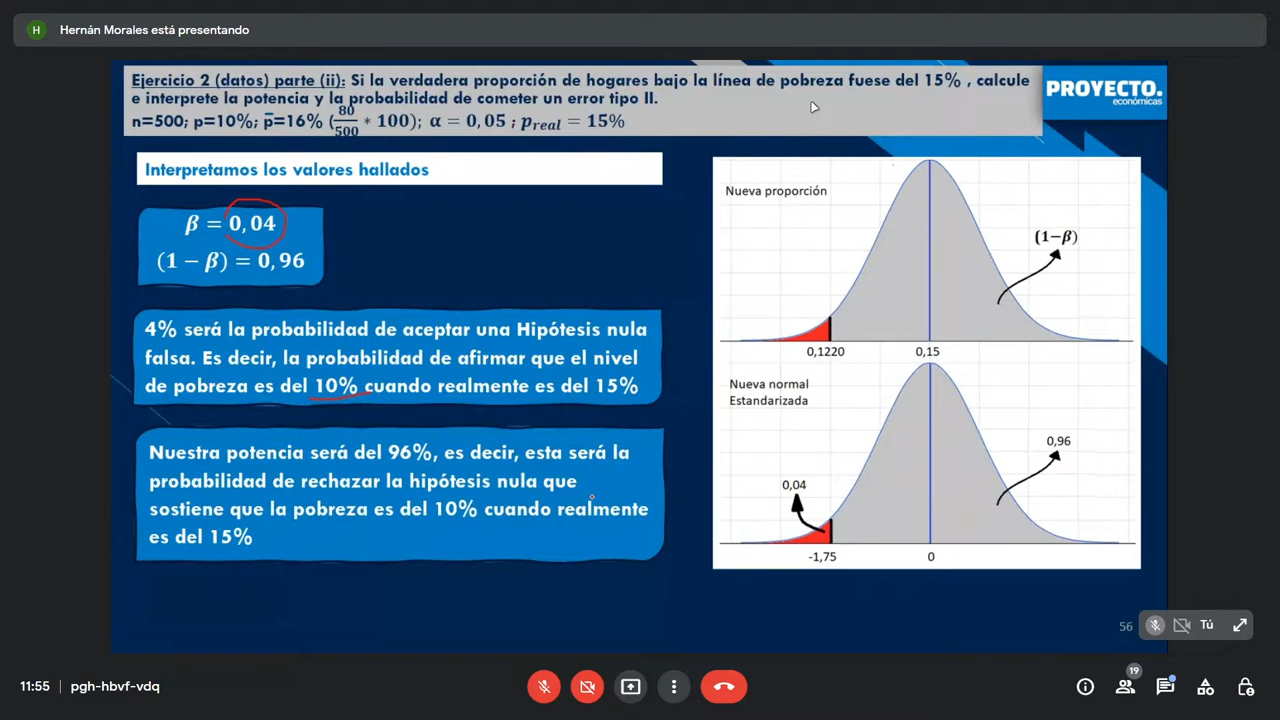 H
Hernán Morales está presentando
Ejercicio 2 (datos) parte (ii): Si la verdadera proporción de hogares bajo la línea de pobreza fuese del 15% , calcule
e interprete la potencia y la probabilidad de cometer un error tipo II.
n=500; p=10%; p̅=16% (80/500 * 100); α = 0,05 ; p_real = 15%
PROYECTO.
económicas
Interpretamos los valores hallados
β = 0,04
(1 − β) = 0,96
4% será la probabilidad de aceptar una Hipótesis nula
falsa. Es decir, la probabilidad de afirmar que el nivel
de pobreza es del 10% cuando realmente es del 15%
Nuestra potencia será del 96%, es decir, esta será la
probabilidad de rechazar la hipótesis nula que
sostiene que la pobreza es del 10% cuando realmente
es del 15%
Nueva proporción
(1−β)
0,1220
0,15
Nueva normal
Estandarizada
0,96
0,04
-1,75
0
56
Tú
11:55 | pgh-hbvf-vdq
19